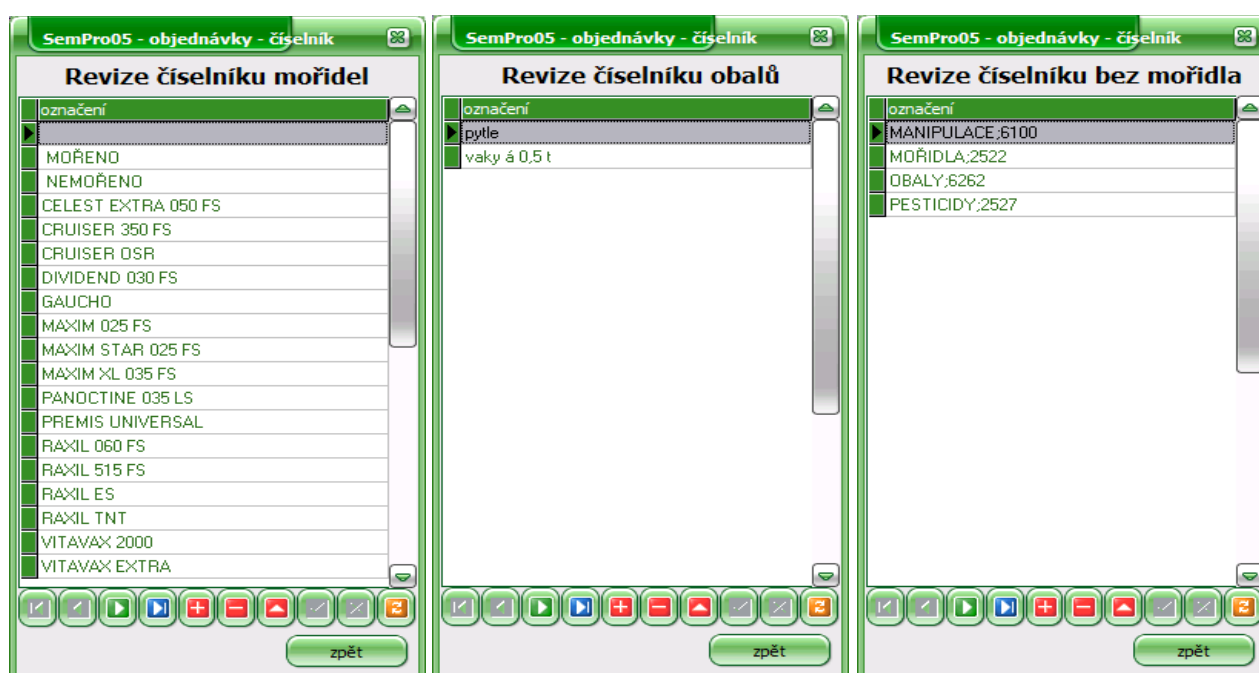 SemPro05 - objednávky - číselník
Revize číselníku mořidel
označení
MOŘENO
NEMOŘENO
CELEST EXTRA 050 FS
CRUISER 350 FS
CRUISER OSR
DIVIDEND 030 FS
GAUCHO
MAXIM 025 FS
MAXIM STAR 025 FS
MAXIM XL 035 FS
PANOCTINE 035 LS
PREMIS UNIVERSAL
RAXIL 060 FS
RAXIL 515 FS
RAXIL ES
RAXIL TNT
VITAVAX 2000
VITAVAX EXTRA
zpět
SemPro05 - objednávky - číselník
Revize číselníku obalů
označení
pytle
vaky á 0,5 t
zpět
SemPro05 - objednávky - číselník
Revize číselníku bez mořidla
označení
MANIPULACE;6100
MOŘIDLA;2522
OBALY;6262
PESTICIDY;2527
zpět